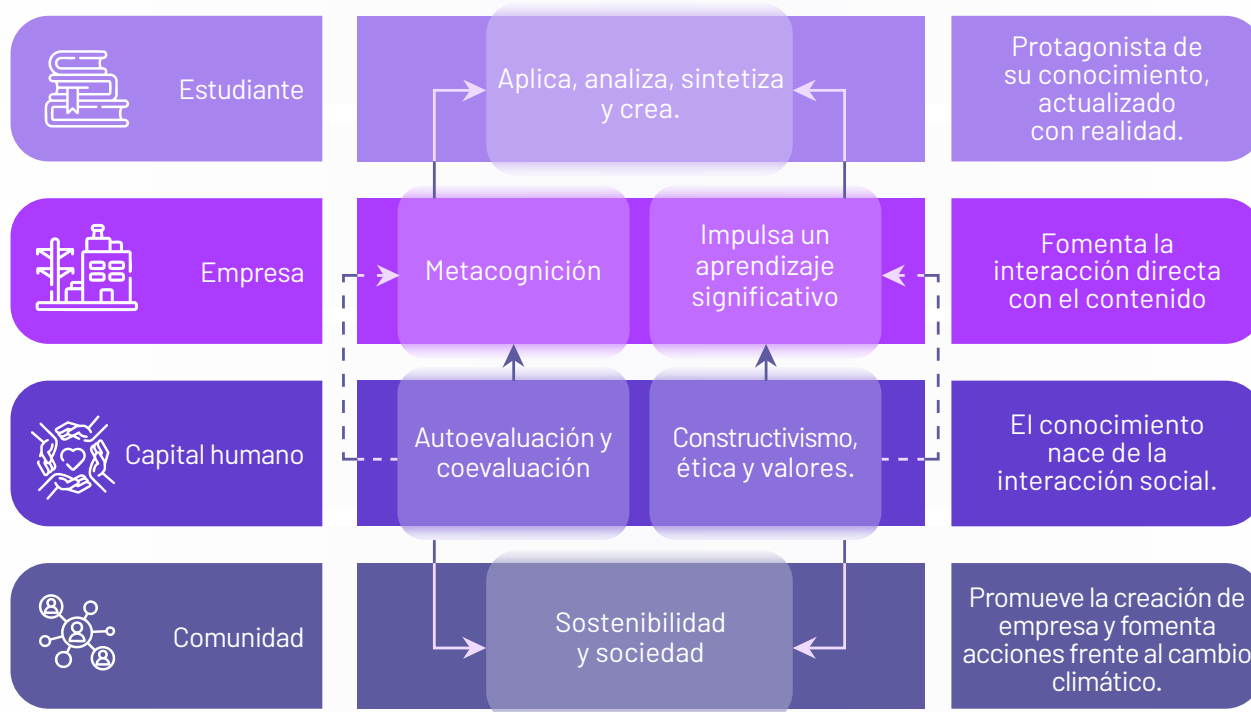 Estudiante
Aplica, analiza, sintetiza
y crea.
Protagonista de
su conocimiento,
actualizado
con realidad.
Empresa
Metacognición
Impulsa un
aprendizaje
significativo
Fomenta la
interacción directa
con el contenido
Capital humano
Autoevaluación y
coevaluación
Constructivismo,
ética y valores.
El conocimiento
nace de la
interacción social.
Comunidad
Sostenibilidad
y sociedad
Promueve la creación de
empresa y fomenta
acciones frente al cambio
climático.